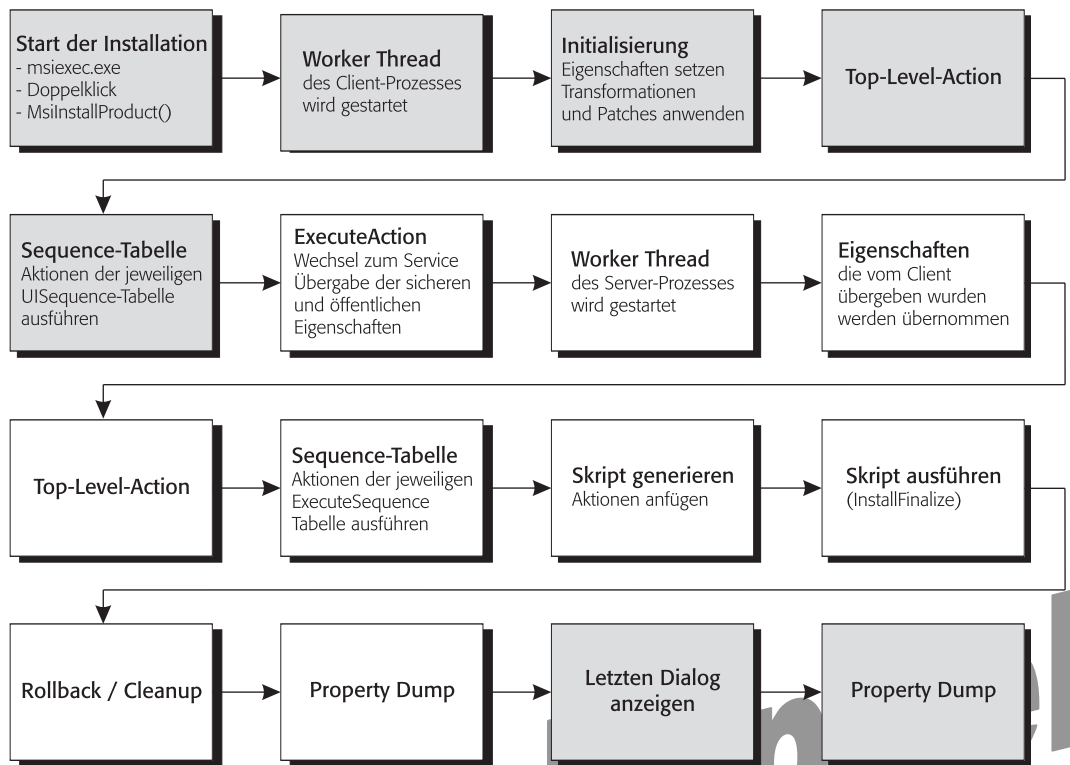 Start der Installation
- msiexec.exe
- Doppelklick
- MsiInstallProduct()
Worker Thread
des Client-Prozesses
wird gestartet
Initialisierung
Eigenschaften setzen
Transformationen
und Patches anwenden
Top-Level-Action
Sequence-Tabelle
Aktionen der jeweiligen
UISequence-Tabelle
ausführen
ExecuteAction
Wechsel zum Service
Übergabe der sicheren
und öffentlichen
Eigenschaften
Worker Thread
des Server-Prozesses
wird gestartet
Eigenschaften
die vom Client
übergeben wurden
werden übernommen
Top-Level-Action
Sequence-Tabelle
Aktionen der jeweiligen
ExecuteSequence
Tabelle ausführen
Skript generieren
Aktionen anfügen
Skript ausführen
(InstallFinalize)
Rollback / Cleanup
Property Dump
Letzten Dialog
anzeigen
Property Dump